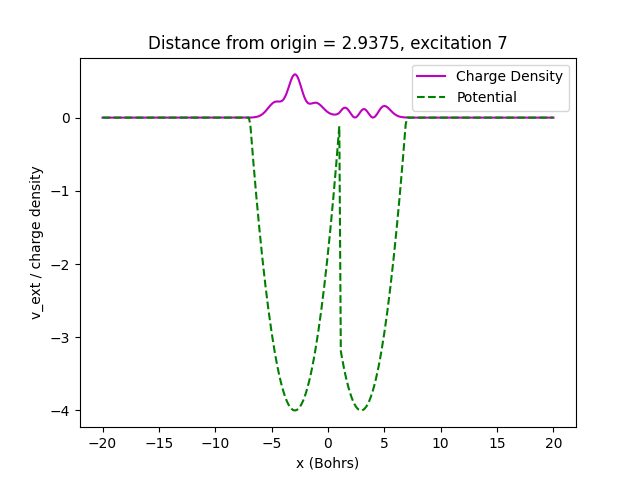 Distance from origin = 2.9375, excitation 7
Charge Density
Potential
v_ext / charge density
0
−1
−2
−3
−4
−20
−15
−10
−5
0
5
10
15
20
x (Bohrs)